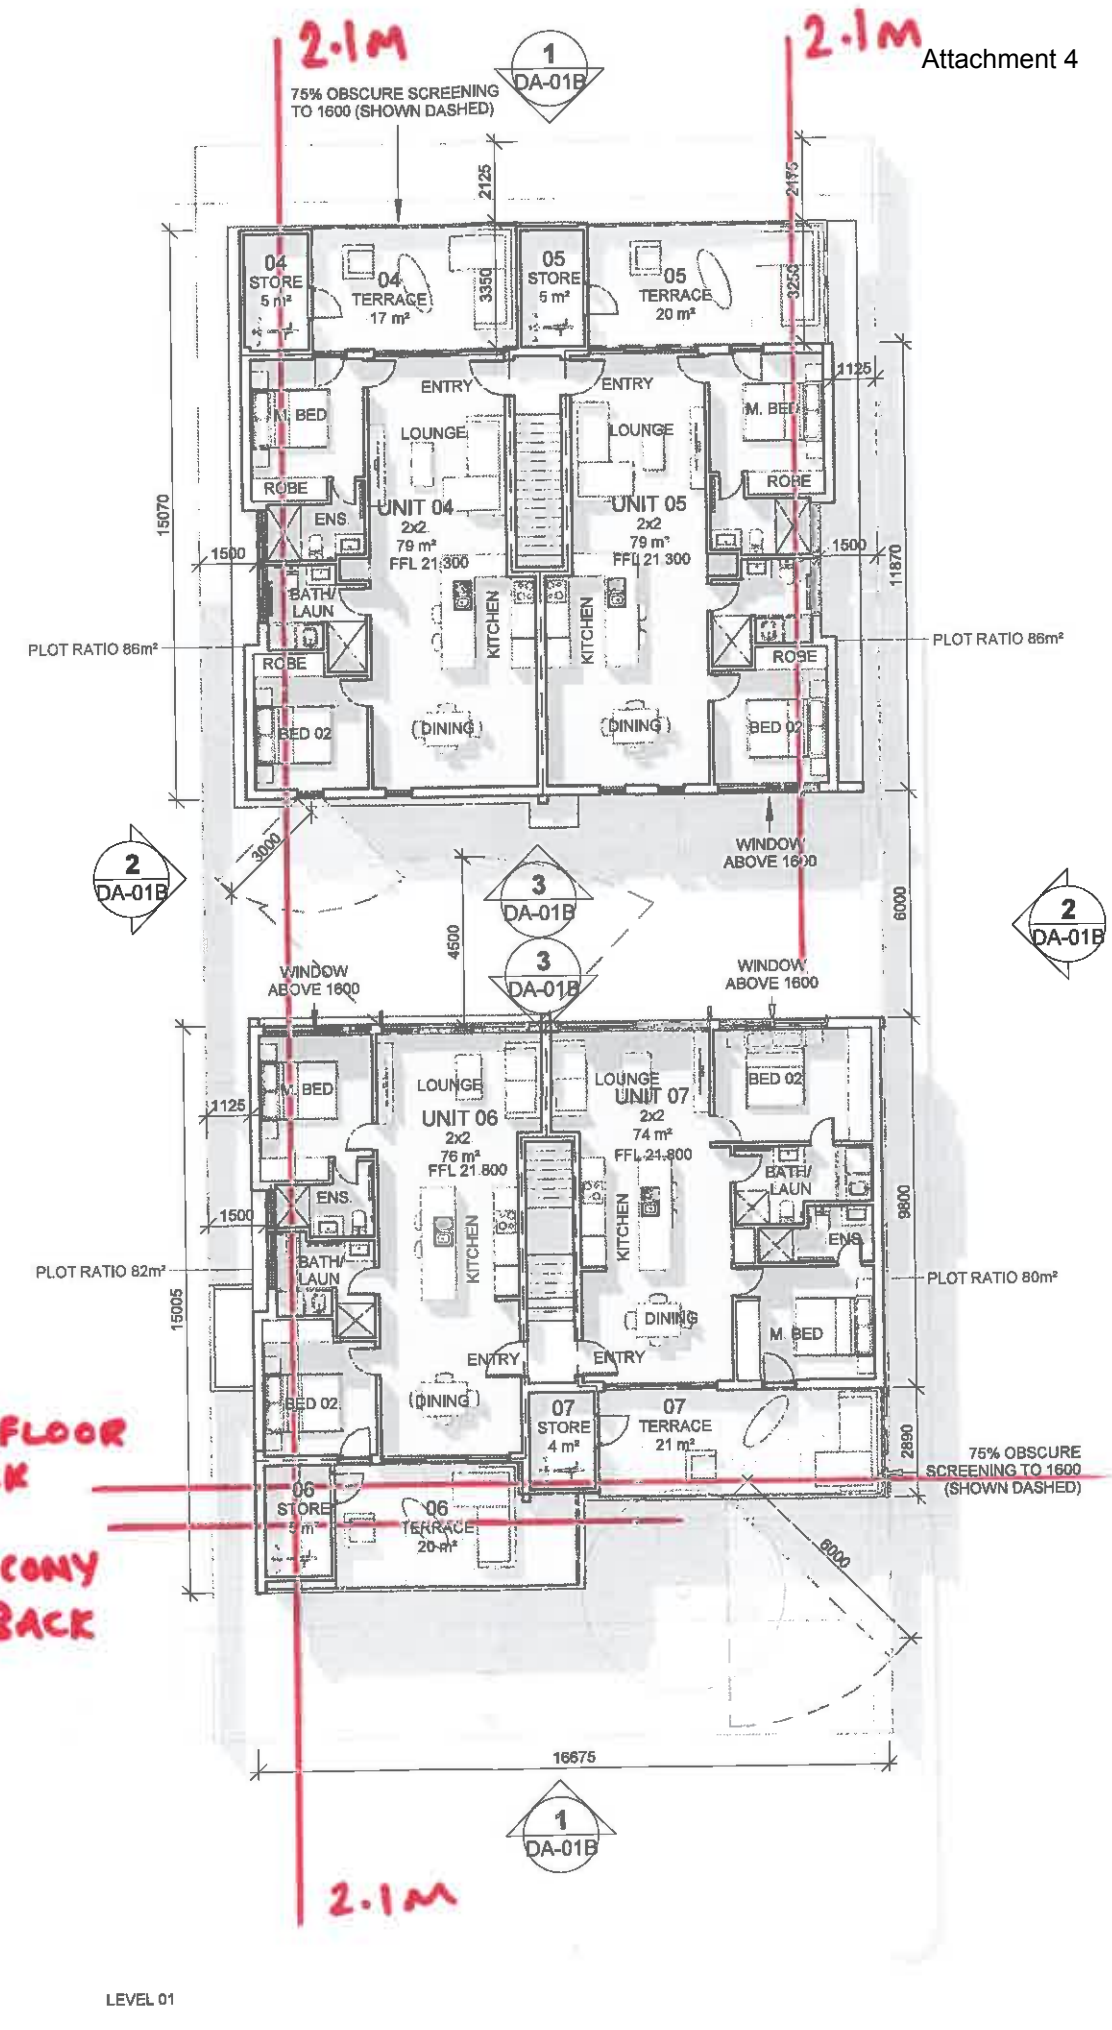 2.1M
2.1M
Attachment 4
1
DA-01B
75% OBSCURE SCREENING
TO 1600 (SHOWN DASHED)
2125
2175
04
STORE
5 m²
04
TERRACE
17 m²
3350
05
STORE
5 m²
05
TERRACE
20 m²
3250
ENTRY
ENTRY
1125
M. BED
LOUNGE
LOUNGE
M. BED
ROBE
ROBE
15070
UNIT 04
2x2
79 m²
FFL 21.300
UNIT 05
2x2
79 m²
FFL 21.300
ENS.
1500
1500
11870
BATH/
LAUN
KITCHEN
KITCHEN
PLOT RATIO 86m²
PLOT RATIO 86m²
ROBE
ROBE
BED 02
(DINING)
(DINING)
BED 02
3000
WINDOW
ABOVE 1600
2
DA-01B
3
DA-01B
6000
2
DA-01B
4500
3
DA-01B
WINDOW
ABOVE 1600
WINDOW
ABOVE 1600
M. BED
LOUNGE
LOUNGE
BED 02
1125
UNIT 06
2x2
76 m²
FFL 21.800
UNIT 07
2x2
74 m²
FFL 21.800
BATH/
LAUN
ENS.
1500
KITCHEN
KITCHEN
9800
ENS.
BATH/
LAUN
PLOT RATIO 82m²
PLOT RATIO 80m²
15005
DINING
M. BED
ENTRY
ENTRY
BED 02
(DINING)
07
STORE
4 m²
07
TERRACE
21 m²
2890
FLOOR
75% OBSCURE
SCREENING TO 1600
(SHOWN DASHED)
06
STORE
5 m²
06
TERRACE
20 m²
CONY
BACK
6000
16675
1
DA-01B
2.1M
LEVEL 01